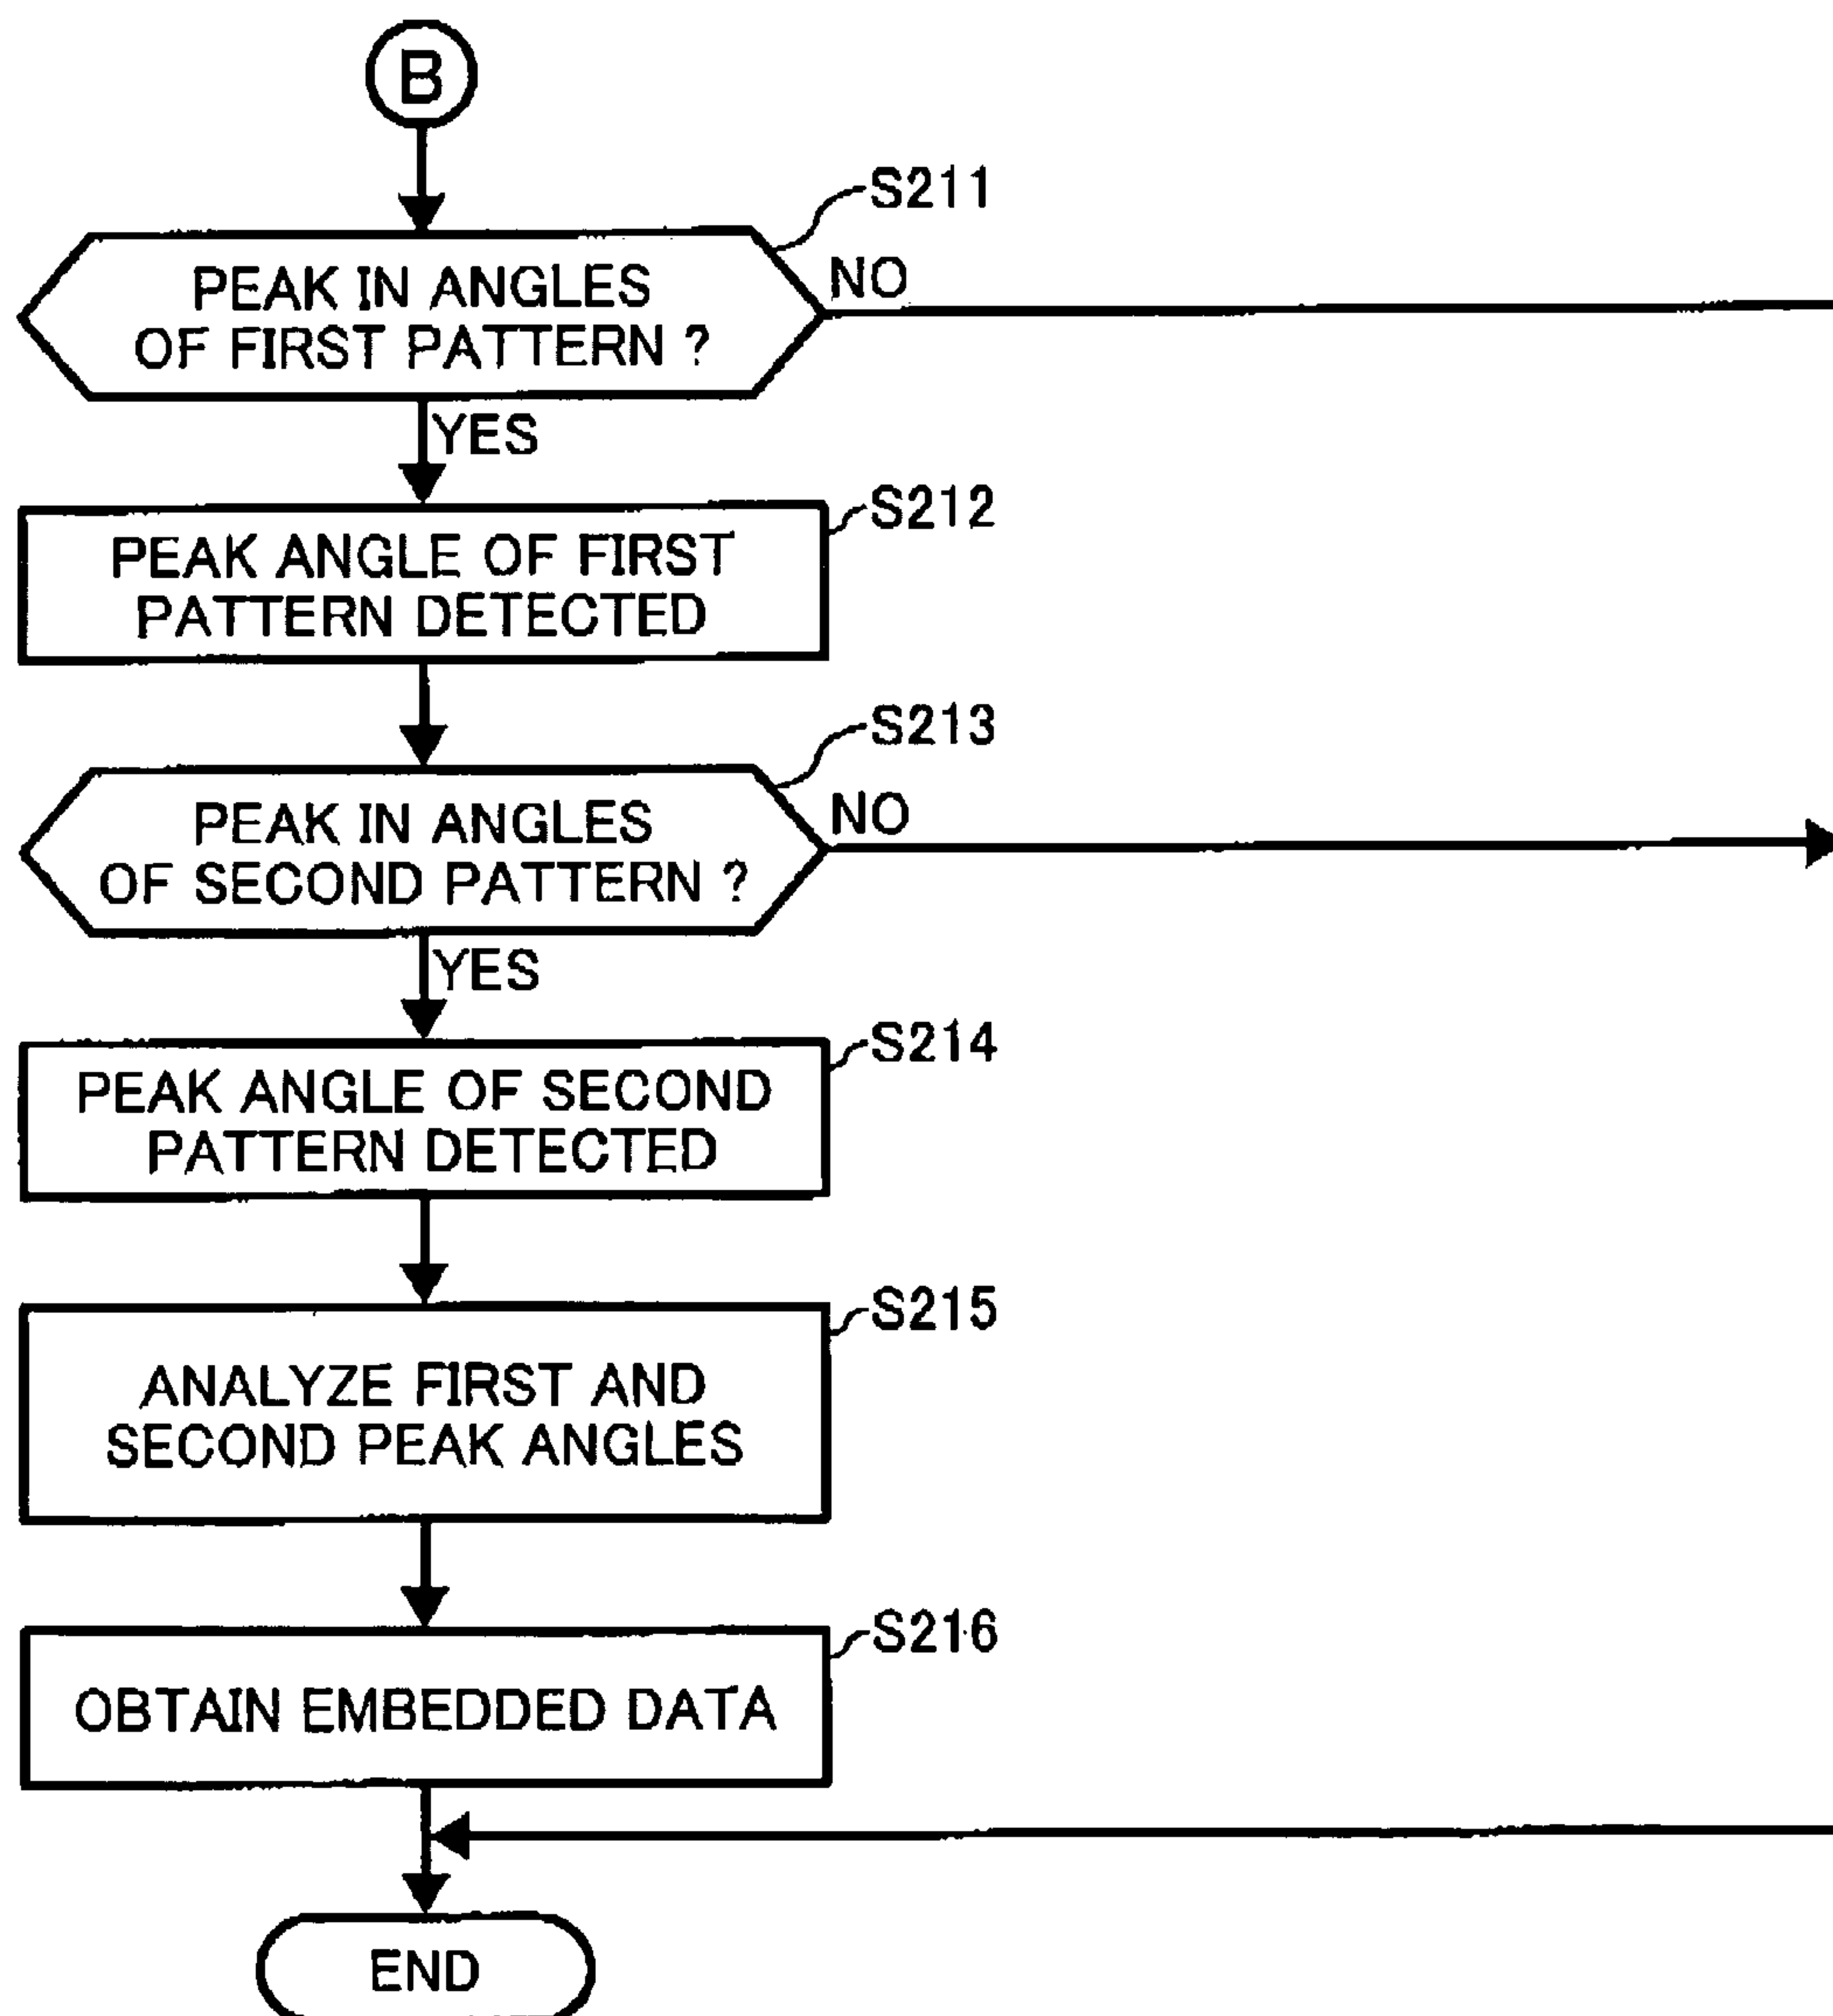 B
S211
PEAK IN ANGLES
OF FIRST PATTERN ?
NO
YES
S212
PEAK ANGLE OF FIRST
PATTERN DETECTED
S213
PEAK IN ANGLES
OF SECOND PATTERN ?
NO
YES
S214
PEAK ANGLE OF SECOND
PATTERN DETECTED
S215
ANALYZE FIRST AND
SECOND PEAK ANGLES
S216
OBTAIN EMBEDDED DATA
END